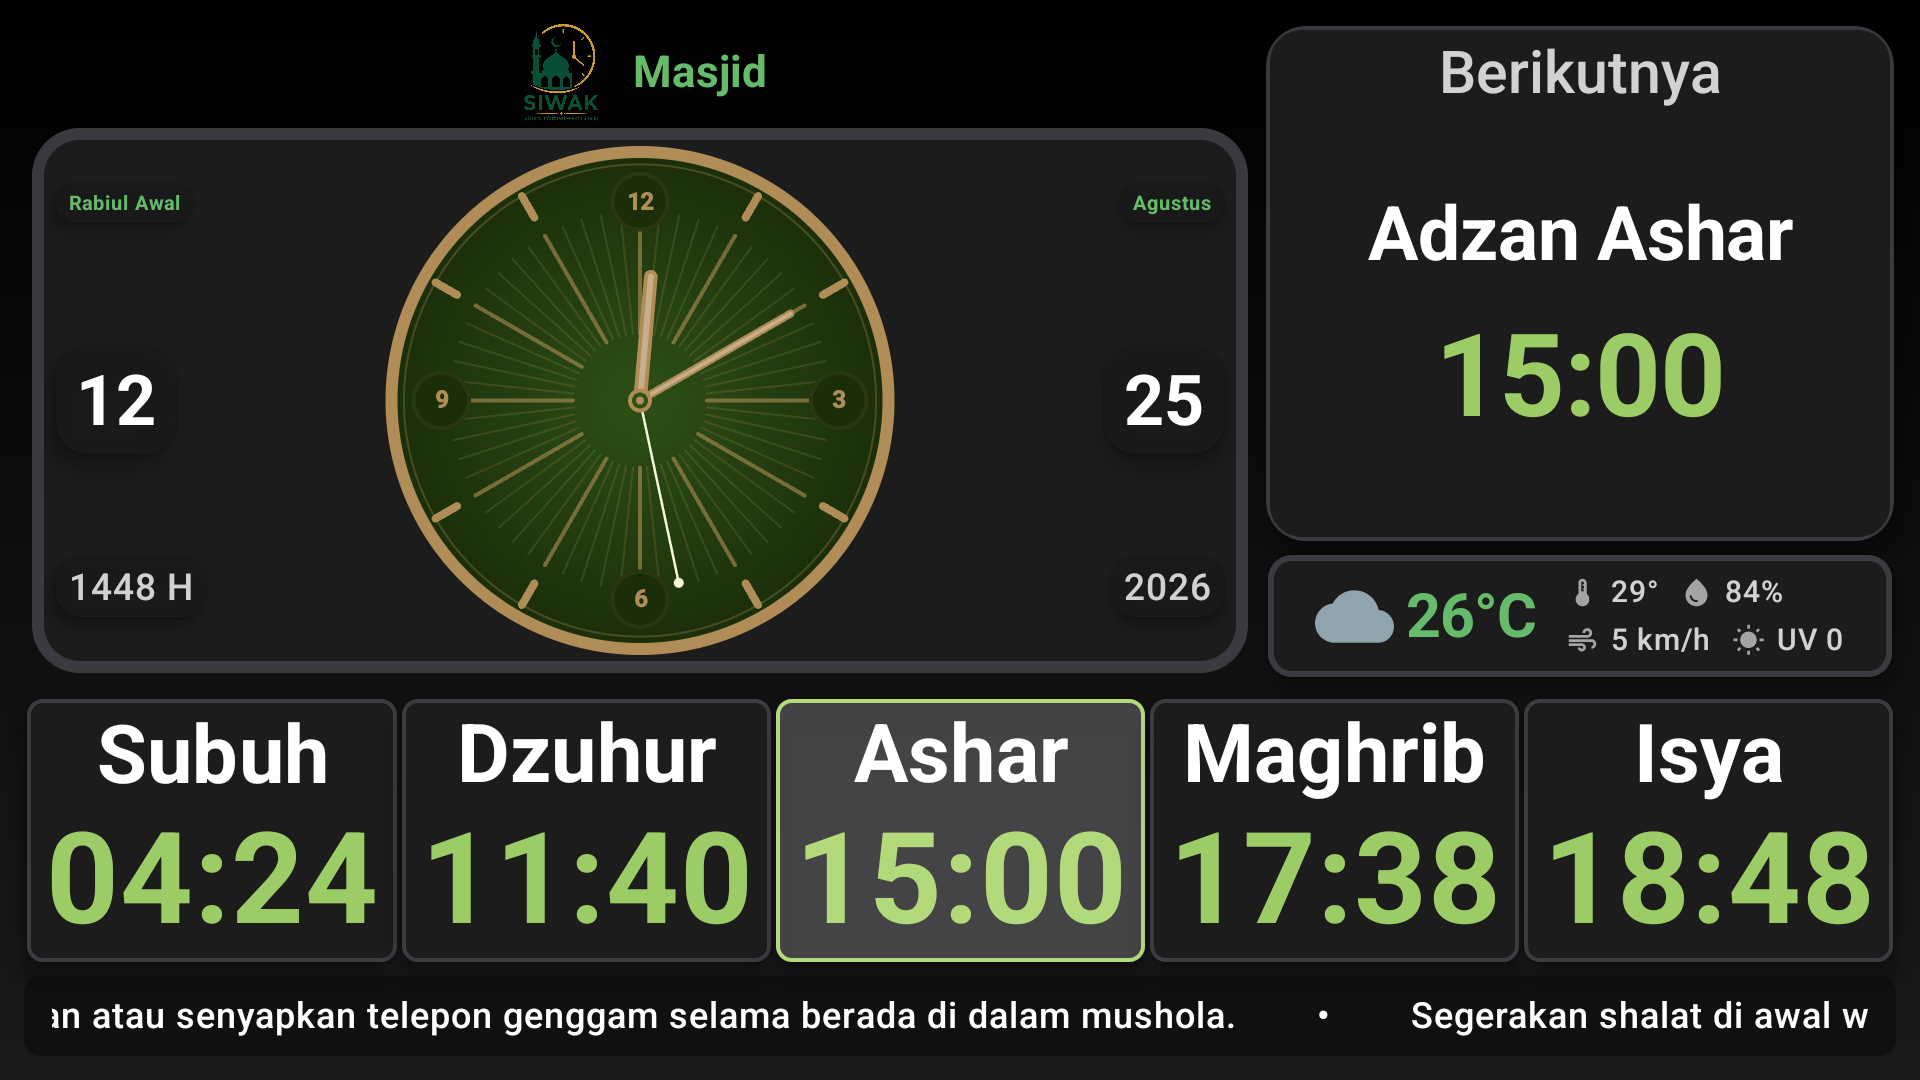 SIWAK
Masjid
Rabiul Awal
12
1448 H
12
3
6
9
Agustus
25
2026
Berikutnya
Adzan Ashar
15:00
26°C
29°
84%
5 km/h
UV 0
Subuh
04:24
Dzuhur
11:40
Ashar
15:00
Maghrib
17:38
Isya
18:48
an atau senyapkan telepon genggam selama berada di dalam mushola. • Segerakan shalat di awal w